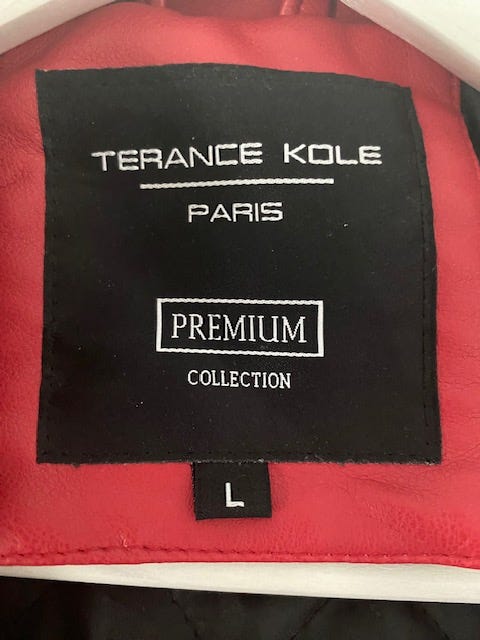 TERANCE KOLE
PARIS
PREMIUM
COLLECTION
L